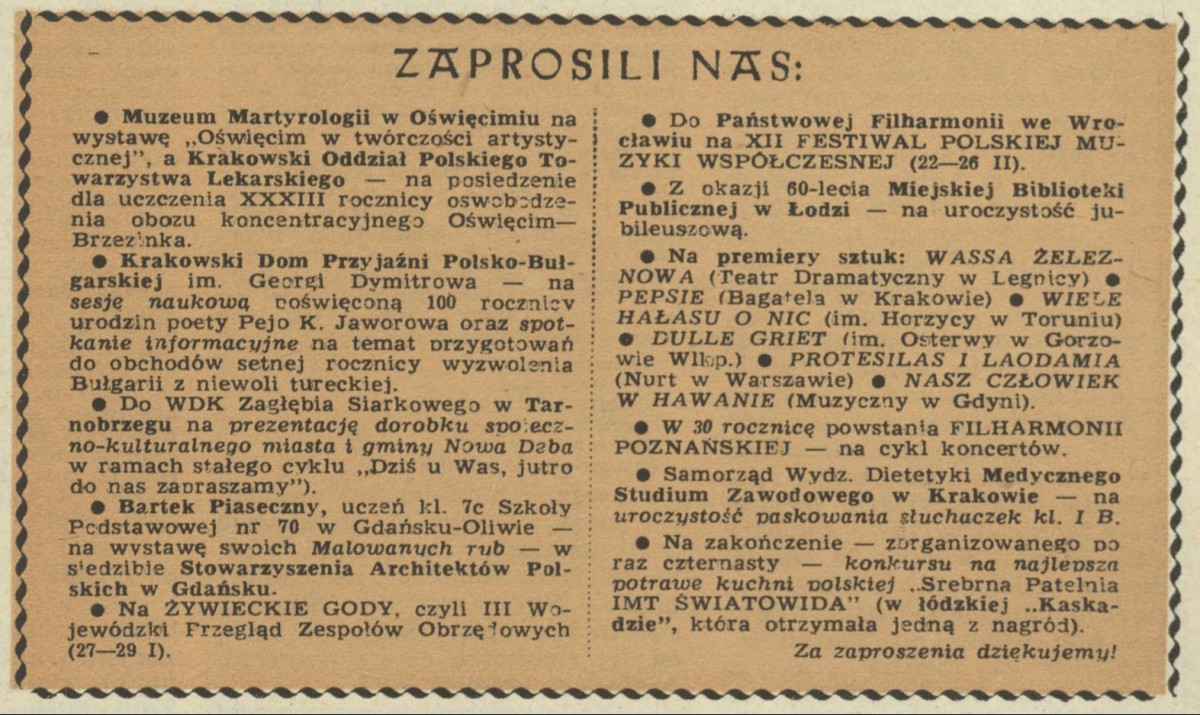 ZAPROSILI NAS:
● Muzeum Martyrologii w Oświęcimiu na
wystawę „Oświęcim w twórczości artysty-
cznej", a Krakowski Oddział Polskiego To-
warzystwa Lekarskiego — na posiedzenie
dla uczczenia XXXIII rocznicy oswobodze-
nia obozu koncentracyjnego Oświęcim—
Brzezinka.
● Krakowski Dom Przyjaźni Polsko-Buł-
garskiej im. Georgi Dymitrowa — na
sesję naukową poświęconą 100 rocznicy
urodzin poety Pejo K. Jaworowa oraz spot-
kanie informacyjne na temat przygotowań
do obchodów setnej rocznicy wyzwolenia
Bułgarii z niewoli tureckiej.
● Do WDK Zagłębia Siarkowego w Tar-
nobrzegu na prezentację dorobku społecz-
no-kulturalnego miasta i gminy Nowa Dęba
w ramach stałego cyklu „Dziś u Was, jutro
do nas zapraszamy").
● Bartek Piaseczny, uczeń kl. 7c Szkoły
Podstawowej nr 70 w Gdańsku-Oliwie —
na wystawę swoich Malowanych ryb — w
siedzibie Stowarzyszenia Architektów Pol-
skich w Gdańsku.
● Na ŻYWIECKIE GODY, czyli III Wo-
jewódzki Przegląd Zespołów Obrzędowych
(27—29 I).
● Do Państwowej Filharmonii we Wro-
cławiu na XII FESTIWAL POLSKIEJ MU-
ZYKI WSPÓŁCZESNEJ (22—26 II).
● Z okazji 60-lecia Miejskiej Biblioteki
Publicznej w Łodzi — na uroczystość ju-
bileuszową.
● Na premiery sztuk: WASSA ŻELEZ-
NOWA (Teatr Dramatyczny w Legnicy) ●
PEPSIE (Bagatela w Krakowie) ● WIELE
HAŁASU O NIC (im. Horzycy w Toruniu)
● DULLE GRIET (im. Osterwy w Gorzo-
wie Wlkp.) ● PROTESILAS I LAODAMIA
(Nurt w Warszawie) ● NASZ CZŁOWIEK
W HAWANIE (Muzyczny w Gdyni).
● W 30 rocznicę powstania FILHARMONII
POZNAŃSKIEJ — na cykl koncertów.
● Samorząd Wydz. Dietetyki Medycznego
Studium Zawodowego w Krakowie — na
uroczystość paskowania słuchaczek kl. I B.
● Na zakończenie — zorganizowanego po
raz czternasty — konkursu na najlepszą
potrawę kuchni polskiej „Srebrna Patelnia
IMT ŚWIATOWIDA" (w łódzkiej „Kaska-
dzie", która otrzymała jedną z nagród).
Za zaproszenia dziękujemy!